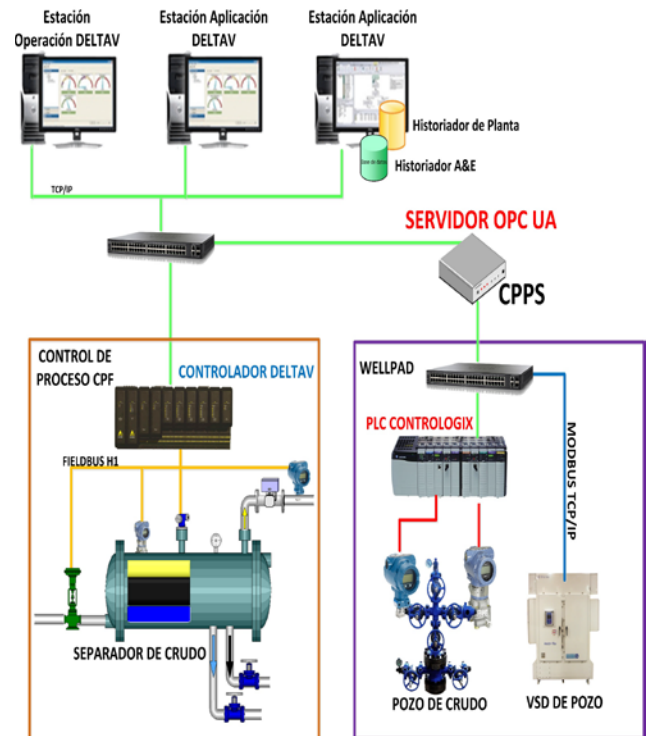 Estación
Operación DELTAV
Estación Aplicación
DELTAV
Estación Aplicación
DELTAV
Historiador de Planta
Historiador A&E
TCP/IP
SERVIDOR OPC UA
CPPS
CONTROL DE
PROCESO CPF
CONTROLADOR DELTAV
FIELDBUS H1
SEPARADOR DE CRUDO
WELLPAD
PLC CONTROLOGIX
MODBUS TCP/IP
POZO DE CRUDO
VSD DE POZO